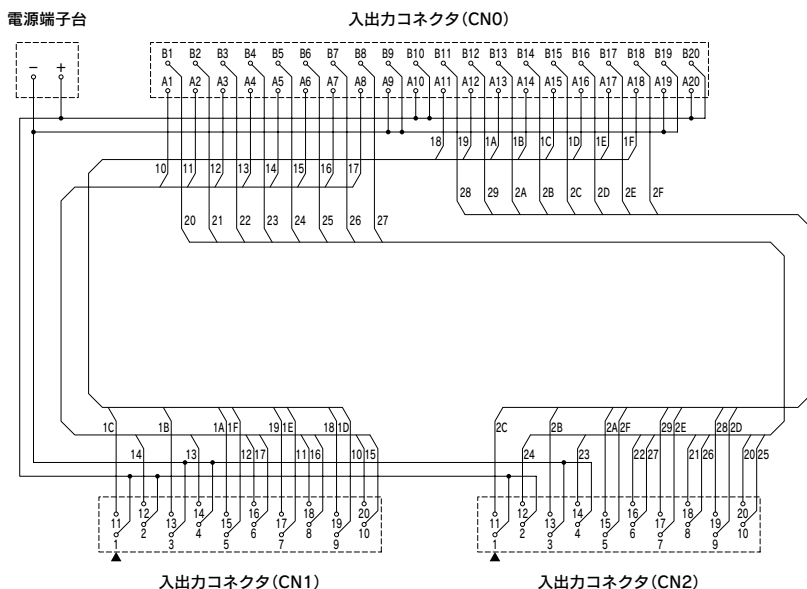 電源端子台
入出力コネクタ(CN0)
− +
B1 B2 B3 B4 B5 B6 B7 B8 B9 B10 B11 B12 B13 B14 B15 B16 B17 B18 B19 B20
A1 A2 A3 A4 A5 A6 A7 A8 A9 A10 A11 A12 A13 A14 A15 A16 A17 A18 A19 A20
18 19 1A 1B 1C 1D 1E 1F
10 11 12 13 14 15 16 17
28 29 2A 2B 2C 2D 2E 2F
20 21 22 23 24 25 26 27
1C 1B 1A 1F 19 1E 18 1D
2C 2B 2A 2F 29 2E 28 2D
14 13 12 17 11 16 10 15
24 23 22 27 21 26 20 25
11 12 13 14 15 16 17 18 19 20
1 2 3 4 5 6 7 8 9 10
11 12 13 14 15 16 17 18 19 20
1 2 3 4 5 6 7 8 9 10
入出力コネクタ(CN1)
入出力コネクタ(CN2)